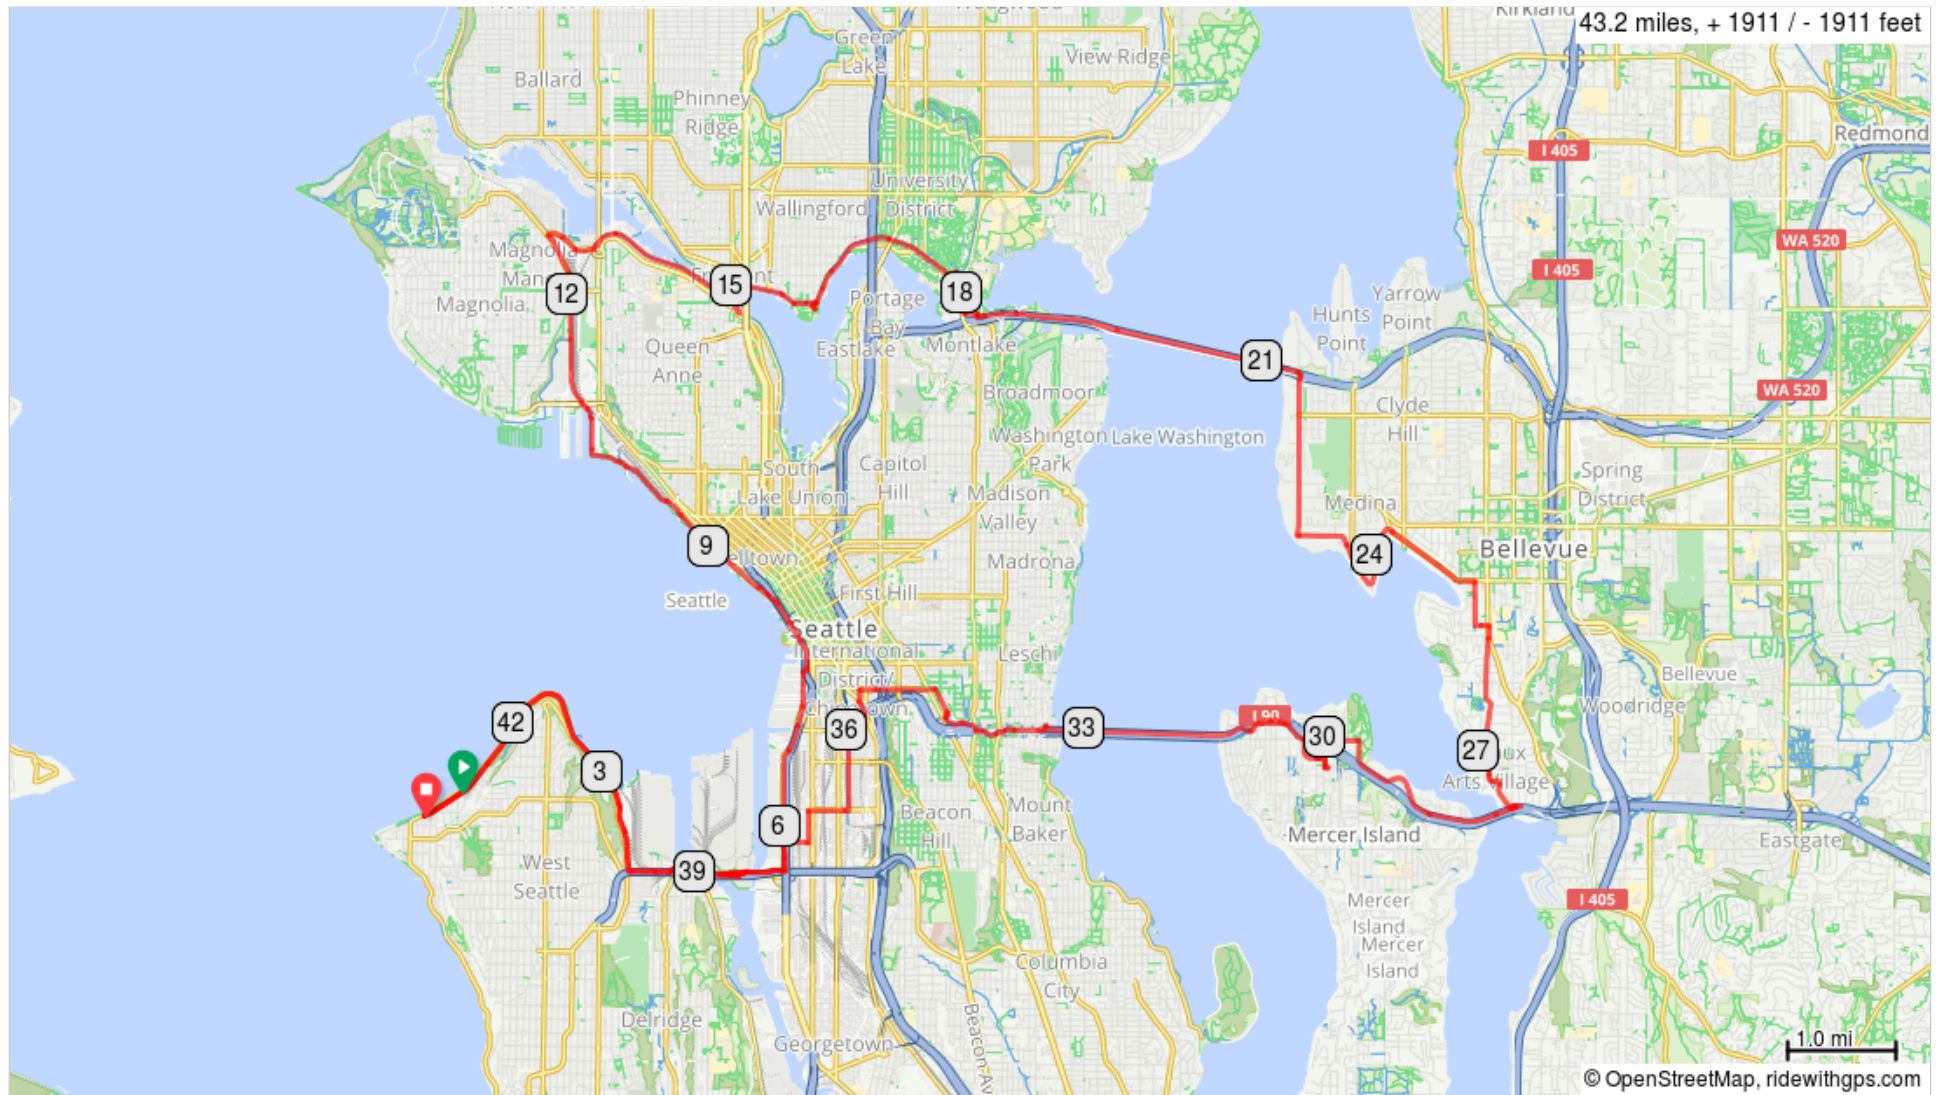 Kirkland
43.2 miles, + 1911 / - 1911 feet
Green
Lake
View Ridge
Ballard
Phinney
Ridge
Redmond
I 405
University
District
Wallingford
WA 520
Magnolia
I 405
15
18
12
Magnolia
Portage
Bay
Yarrow
Point
Hunts
Point
Queen
Anne
Eastlake
Montlake
21
WA 520
Broadmoor
Clyde
Hill
Washington
Park
Lake Washington
South
Lake Union
Capitol
Hill
Spring
District
Madison
Valley
Medina
9
24
Bellevue
Madrona
Seattle
First Hill
Seattle
International
District/
Leschi
Bellevue
Woodridge
42
36
33
I 90
30
27
Arts Village
3
6
Beacon
Hill
Mount
Baker
Mercer Island
Eastgate
West
Seattle
39
I 405
Mercer
Island
Mercer
Island
Columbia
City
Delridge
Georgetown
Beacon Av
1.0 mi
© OpenStreetMap, ridewithgps.com